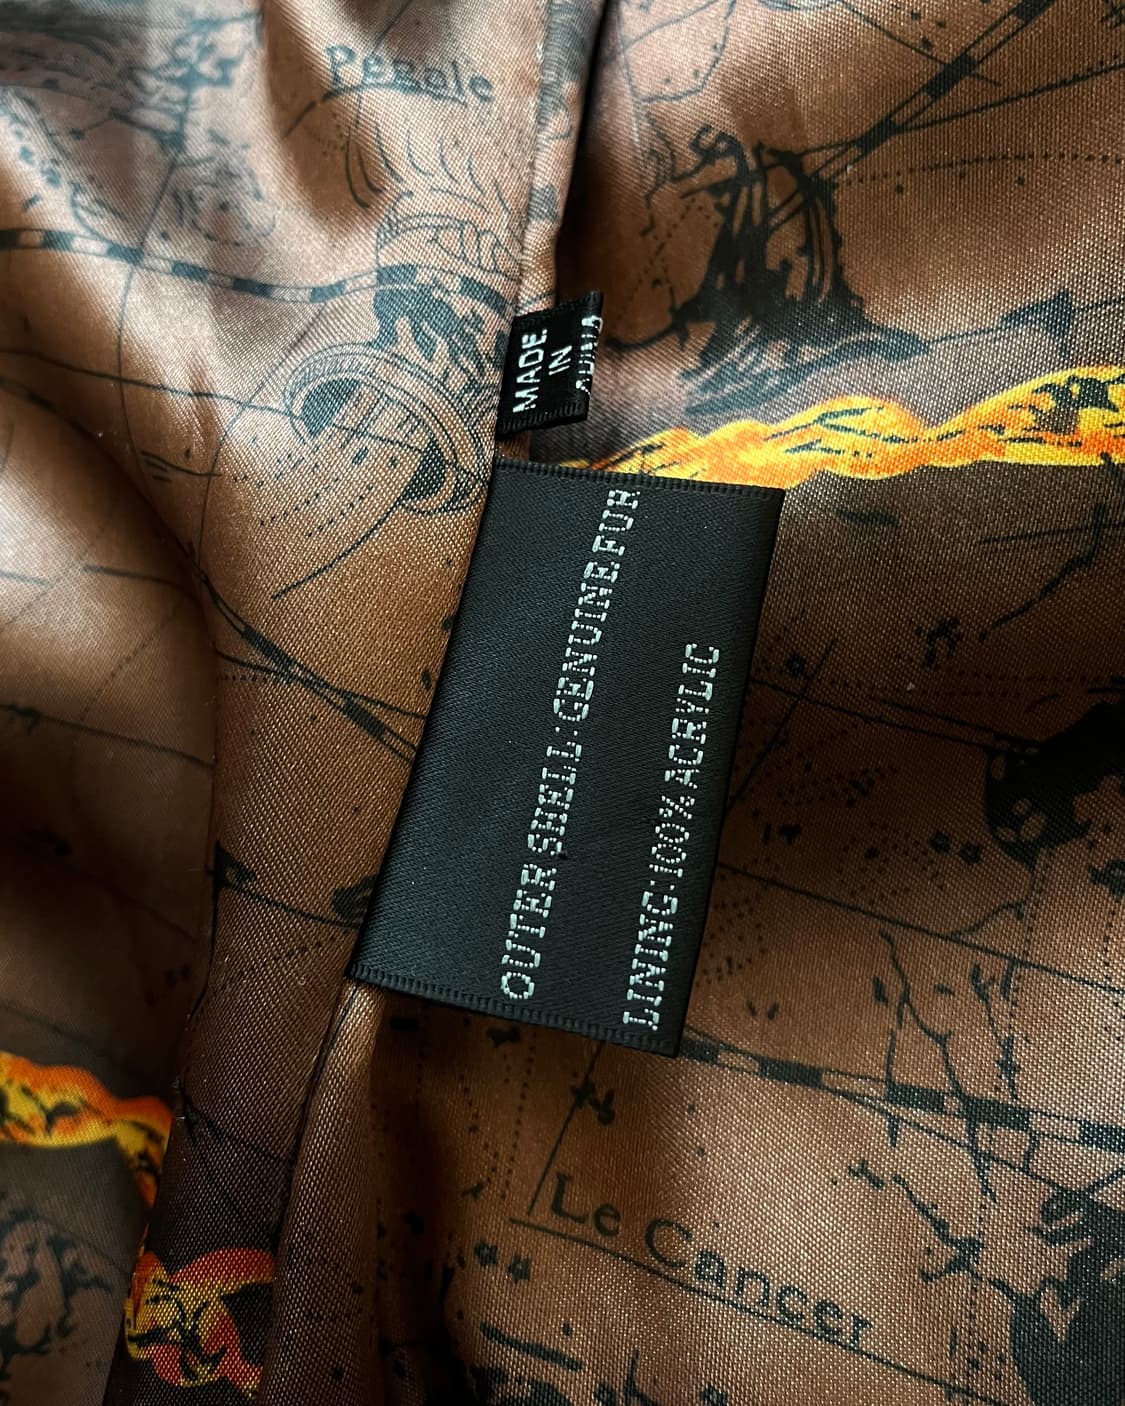 Pegale
MADE
IN
OUTER SHELL: GENUINE FUR
LINING: 100% ACRYLIC
Le Cancer